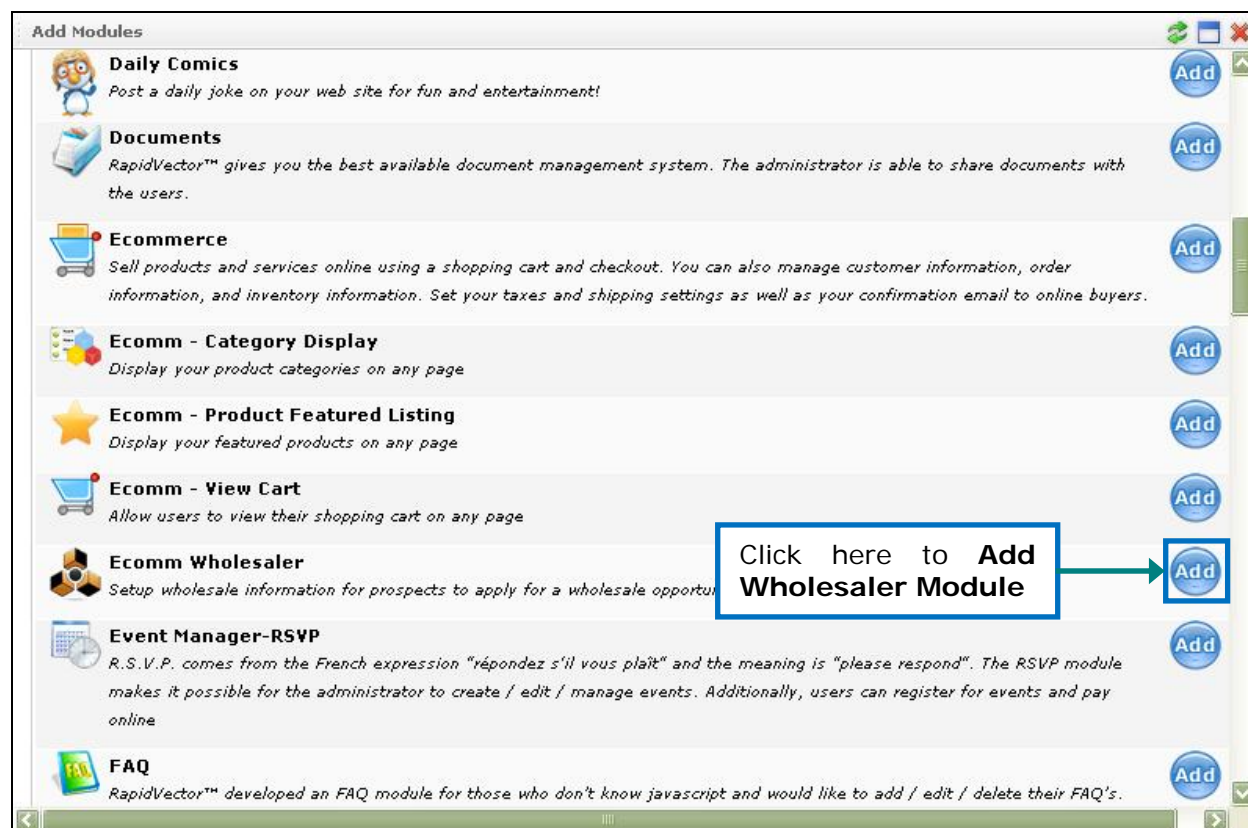 Add Modules
Daily Comics
Add
Post a daily joke on your web site for fun and entertainment!
Documents
Add
RapidVector™ gives you the best available document management system. The administrator is able to share documents with
the users.
Ecommerce
Add
Sell products and services online using a shopping cart and checkout. You can also manage customer information, order
information, and inventory information. Set your taxes and shipping settings as well as your confirmation email to online buyers.
Ecomm - Category Display
Add
Display your product categories on any page
Ecomm - Product Featured Listing
Add
Display your featured products on any page
Ecomm - View Cart
Add
Allow users to view their shopping cart on any page
Ecomm Wholesaler
Setup wholesale information for prospects to apply for a wholesale
Click here to Add
Wholesaler Module
Add
Event Manager-RSVP
Add
R.S.V.P. comes from the French expression "répondez s'il vous plaît" and the meaning is "please respond". The RSVP module
makes it possible for the administrator to create / edit / manage events. Additionally, users can register for events and pay
online
FAQ
FAQ
Add
RapidVector™ developed an FAQ module for those who don't know javascript and would like to add / edit / delete their FAQ's.